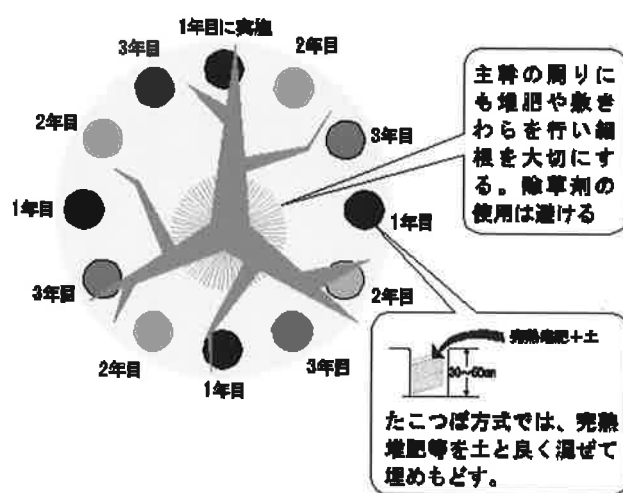 1年目に実施
2年目
3年目
1年目
2年目
3年目
1年目
2年目
3年目
1年目
2年目
3年目
主幹の周りに
も堆肥や敷き
わらを行い細
根を大切にす
る。除草剤の
使用は避ける
完熟堆肥+土
30~60cm
たこつぼ方式では、完熟
堆肥等を土と良く混ぜて
埋めもどす。